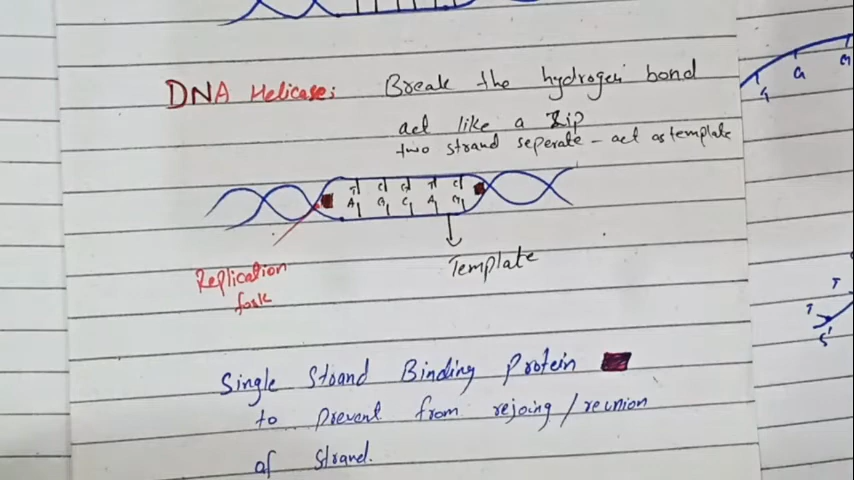 DNA Helicase: Break the hydrogen bond
act like a Zip
two strand seperate - act as template
T C G T C
A G C A G
Replication
fork
Template
Single Strand Binding Protein
to prevent from rejoing/reunion
of strand.
G G G
T
T
5'